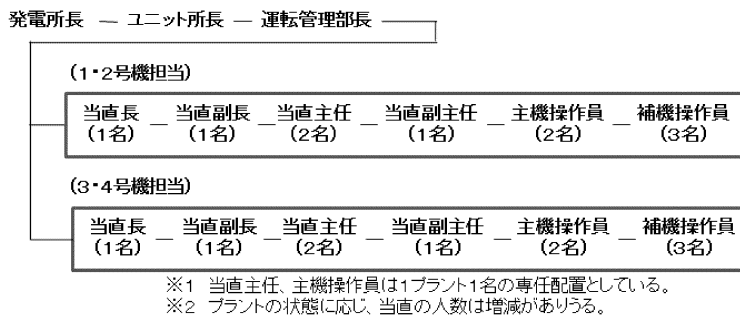 発電所長 ― ユニット所長 ― 運転管理部長
(1・2号機担当)
当直長 ― 当直副長 ― 当直主任 ― 当直副主任 ― 主機操作員 ― 補機操作員
(1名) (1名) (2名) (1名) (2名) (3名)
(3・4号機担当)
当直長 ― 当直副長 ― 当直主任 ― 当直副主任 ― 主機操作員 ― 補機操作員
(1名) (1名) (2名) (1名) (2名) (3名)
※1 当直主任、主機操作員は1プラント1名の専任配置としている。
※2 プラントの状態に応じ、当直の人数は増減がありうる。